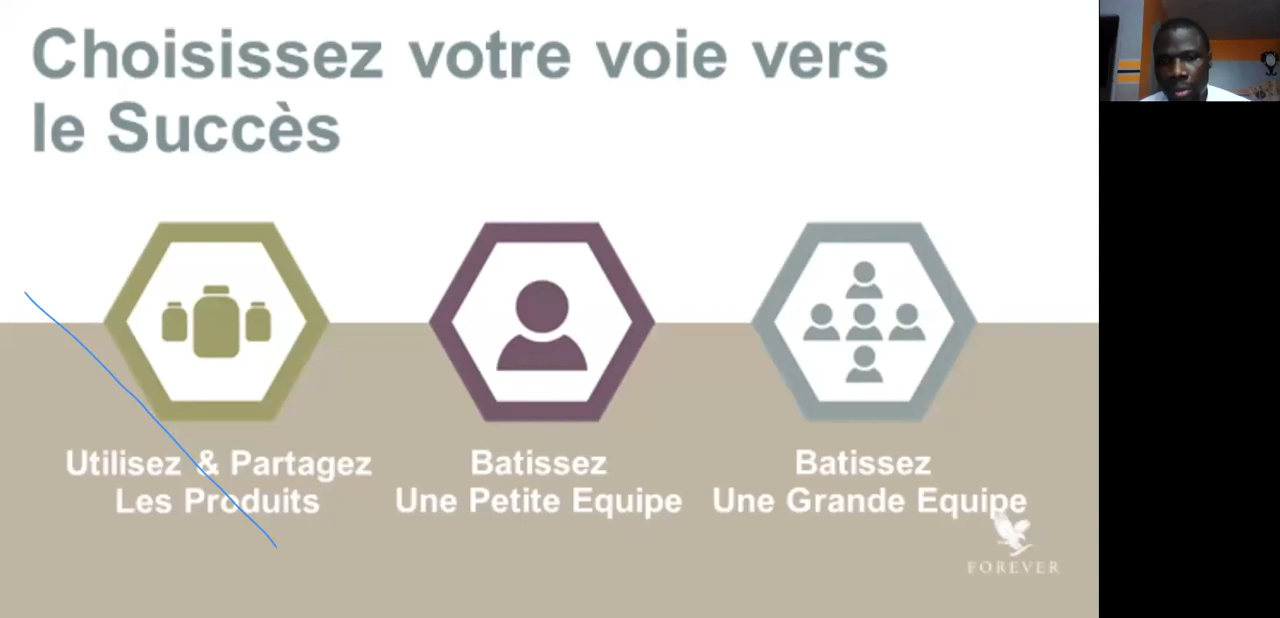 Choisissez votre voie vers
le Succès
Utilisez & Partagez
Les Produits
Batissez
Une Petite Equipe
Batissez
Une Grande Equipe
FOREVER